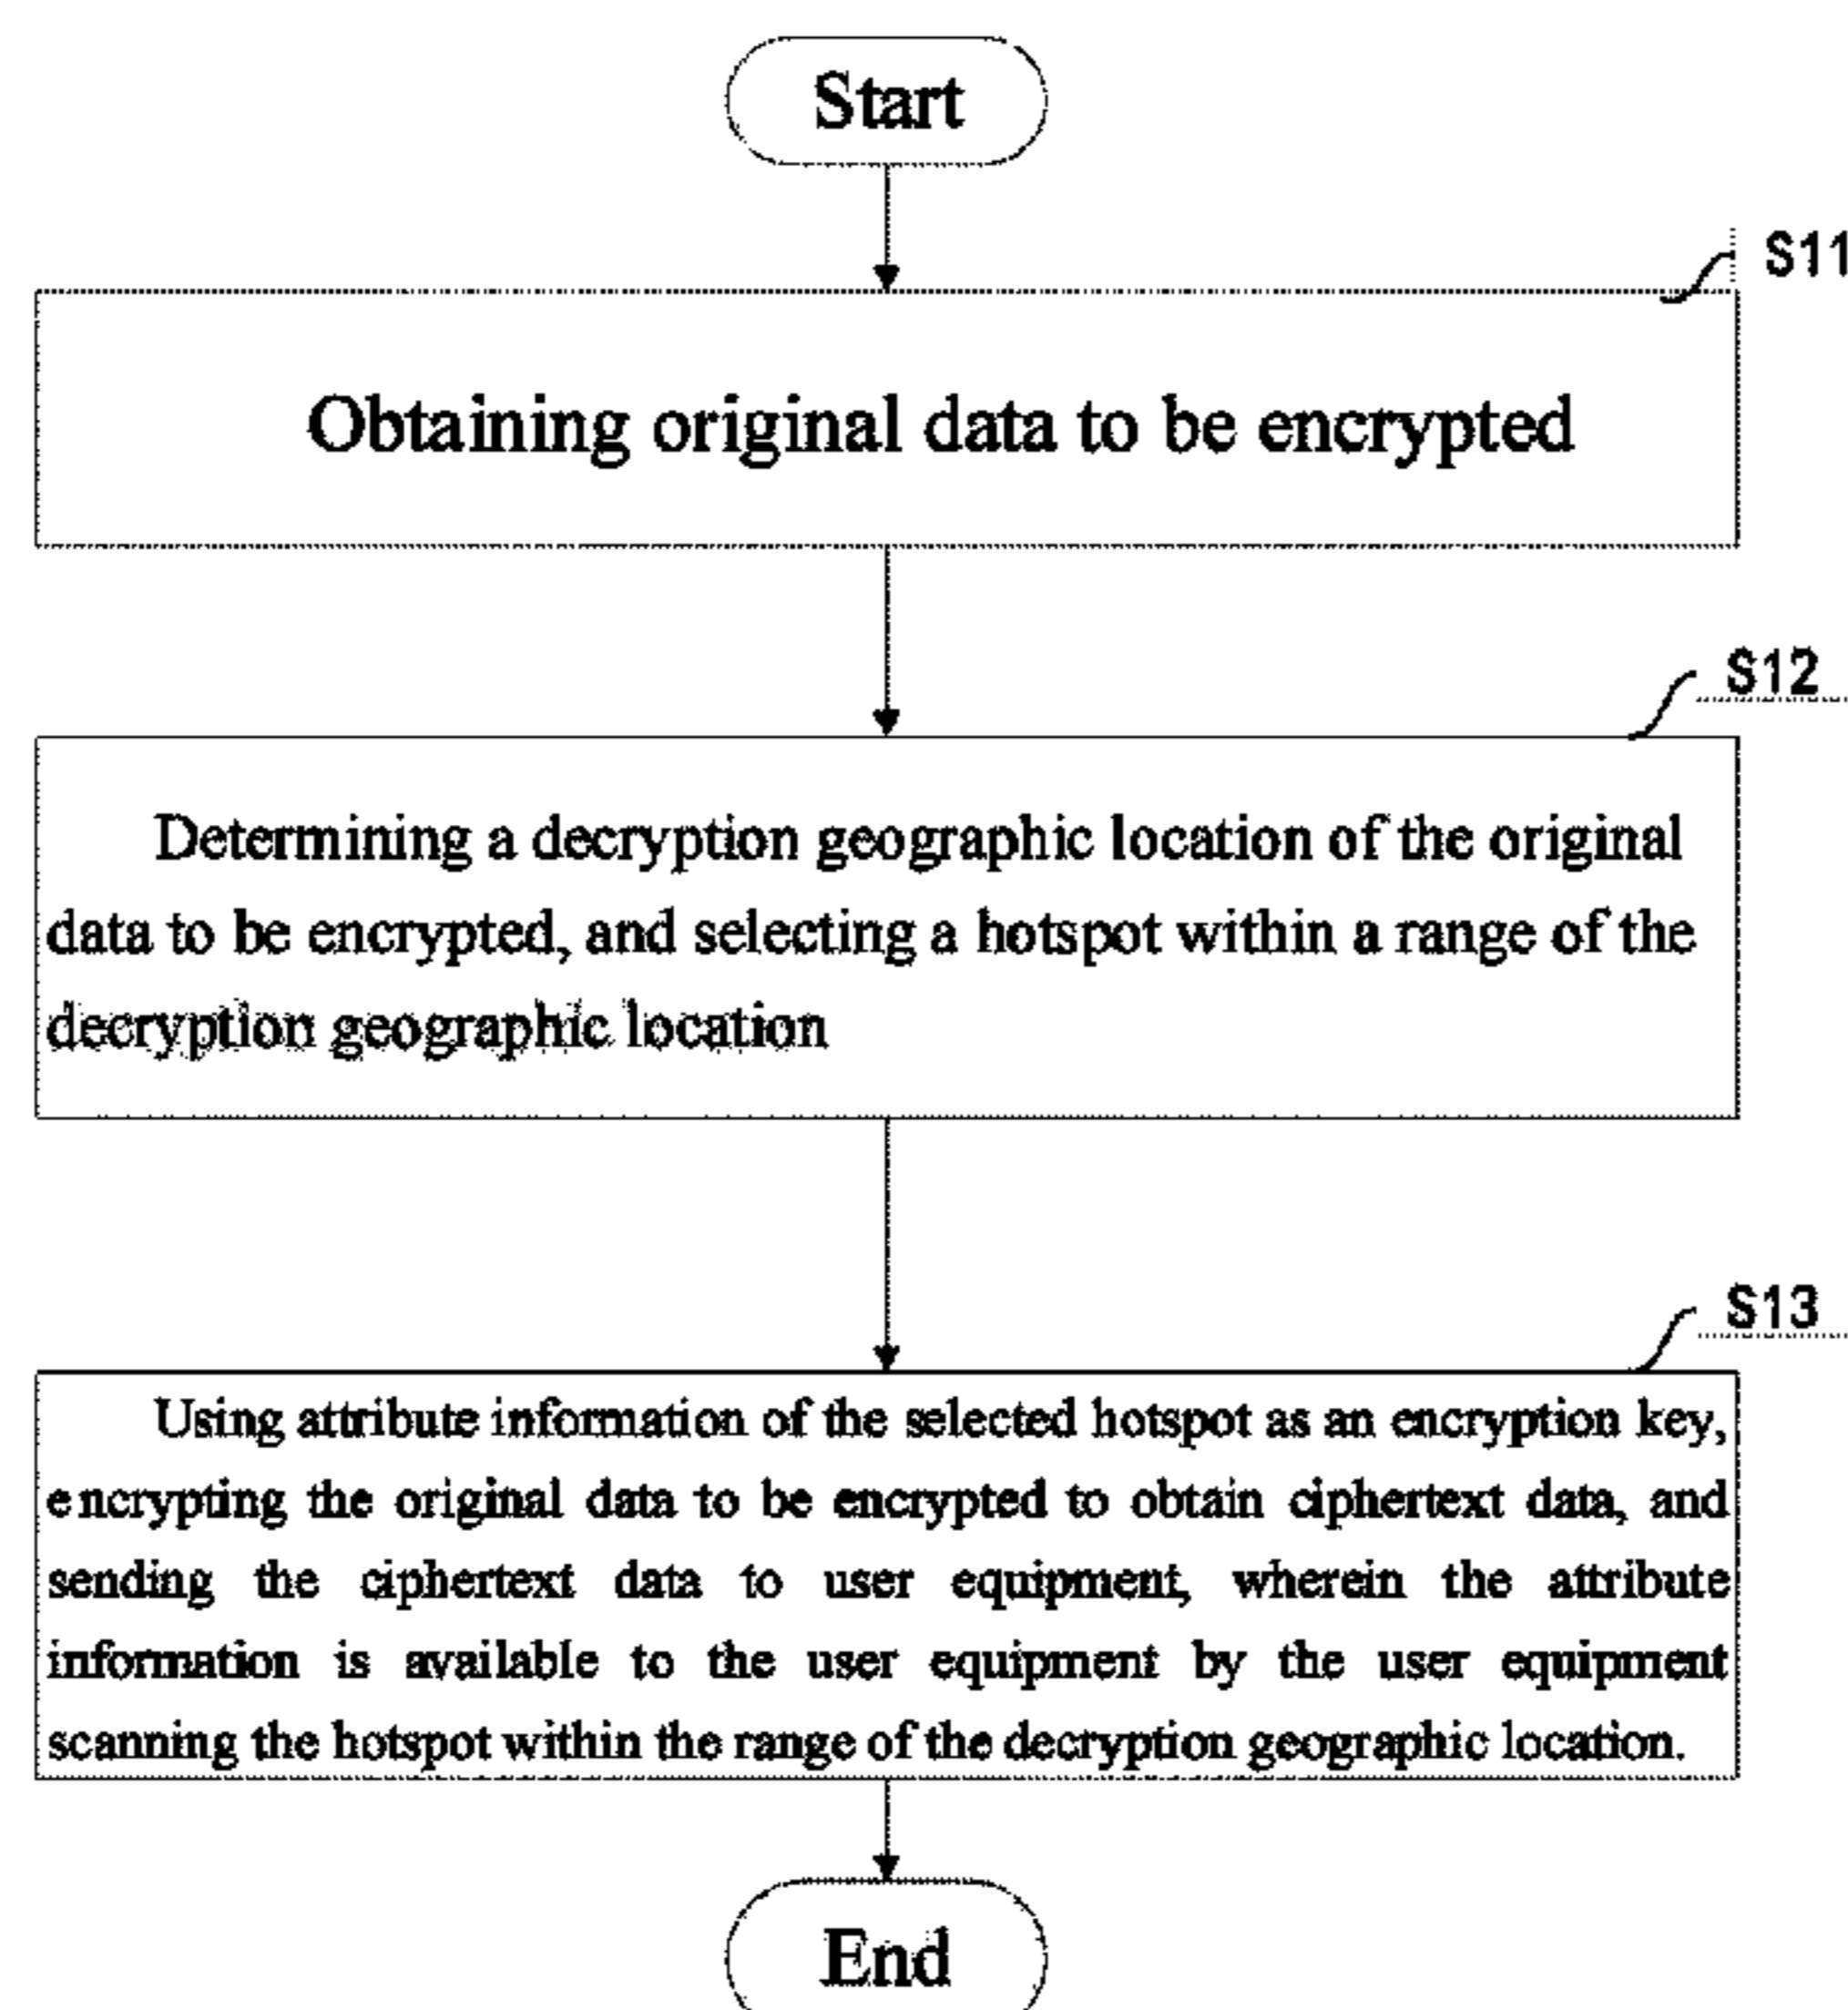 Start
S11
Obtaining original data to be encrypted
S12
Determining a decryption geographic location of the original
data to be encrypted, and selecting a hotspot within a range of the
decryption geographic location
S13
Using attribute information of the selected hotspot as an encryption key,
encrypting the original data to be encrypted to obtain ciphertext data, and
sending the ciphertext data to user equipment, wherein the attribute
information is available to the user equipment by the user equipment
scanning the hotspot within the range of the decryption geographic location.
End